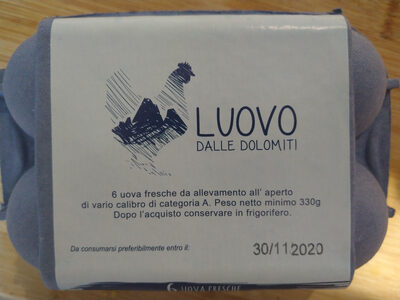 LUOVO
DALLE DOLOMITI
6 uova fresche da allevamento all' aperto
di vario calibro di categoria A. Peso netto minimo 330g
Dopo l'acquisto conservare in frigorifero.
Da consumarsi preferibilmente entro il:
30/11 2020
6 UOVA FRESCHE